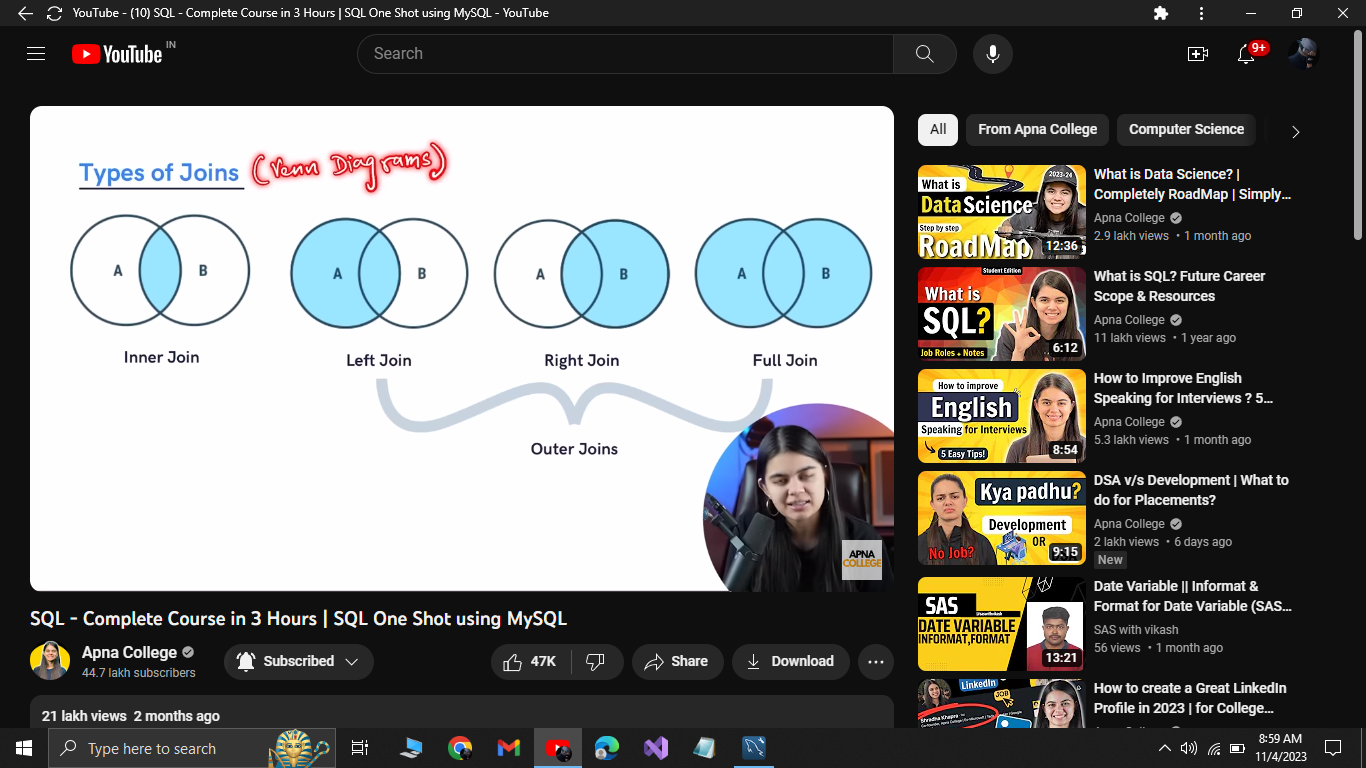 YouTube - (10) SQL - Complete Course in 3 Hours | SQL One Shot using MySQL - YouTube
YouTube IN
Search
9+
Types of Joins (Venn Diagrams)
A B
A B
A B
A B
Inner Join
Left Join
Right Join
Full Join
Outer Joins
APNA
COLLEGE
SQL - Complete Course in 3 Hours | SQL One Shot using MySQL
Apna College
44.7 lakh subscribers
Subscribed
47K
Share
Download
21 lakh views 2 months ago
All
From Apna College
Computer Science
What is
Data Science
Step by step
RoadMap
2023-24
12:36
What is Data Science? |
Completely RoadMap | Simply...
Apna College
2.9 lakh views • 1 month ago
Student Edition
What is
SQL?
Job Roles + Notes
6:12
What is SQL? Future Career
Scope & Resources
Apna College
11 lakh views • 1 year ago
How to improve
English
Speaking for Interviews
5 Easy Tips!
8:54
How to Improve English
Speaking for Interviews ? 5...
Apna College
5.3 lakh views • 1 month ago
Kya padhu?
Development
OR
No Job?
9:15
DSA v/s Development | What to
do for Placements?
Apna College
2 lakh views • 6 days ago
New
SAS
DATE VARIABLE
INFORMAT,FORMAT
13:21
Date Variable || Informat &
Format for Date Variable (SAS...
SAS with vikash
56 views • 1 month ago
LinkedIn
JOB
Shradha Khapra
How to create a Great LinkedIn
Profile in 2023 | for College...
Type here to search
8:59 AM
11/4/2023